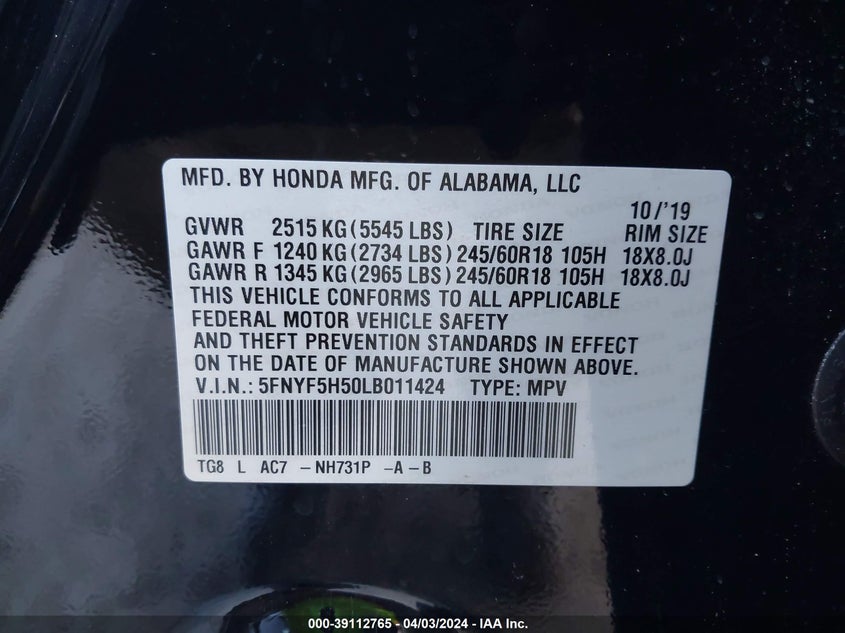 MFD. BY HONDA MFG. OF ALABAMA, LLC
10/'19
GVWR 2515 KG (5545 LBS) TIRE SIZE RIM SIZE
GAWR F 1240 KG (2734 LBS) 245/60R18 105H 18X8.0J
GAWR R 1345 KG (2965 LBS) 245/60R18 105H 18X8.0J
THIS VEHICLE CONFORMS TO ALL APPLICABLE
FEDERAL MOTOR VEHICLE SAFETY
AND THEFT PREVENTION STANDARDS IN EFFECT
ON THE DATE OF MANUFACTURE SHOWN ABOVE.
V.I.N.: 5FNYF5H50LB011424 TYPE: MPV
TG8 L AC7 -NH731P -A-B
000-39112765 - 04/03/2024 - IAA Inc.